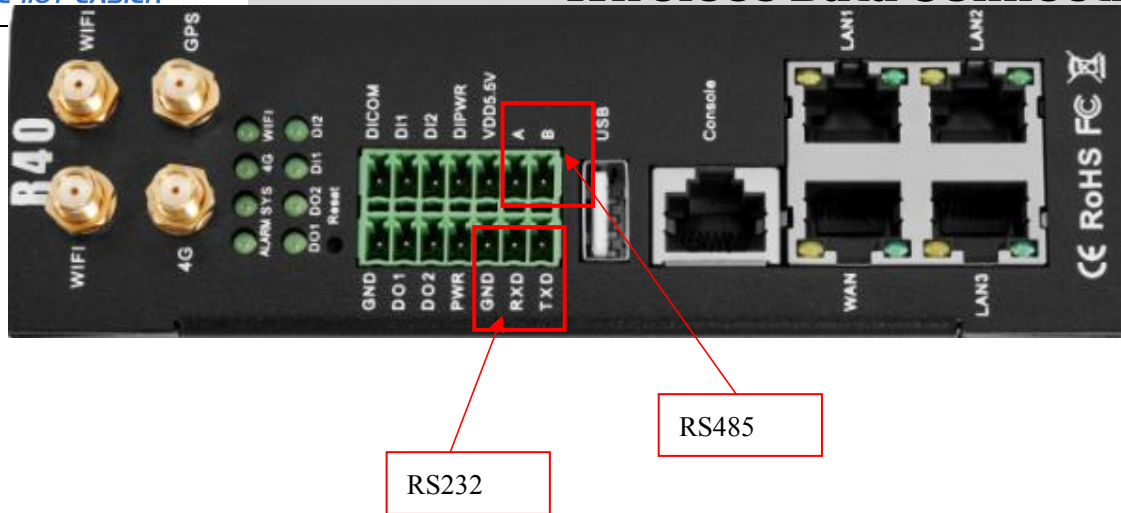 WIFI
GPS
R40
WIFI
4G
WIFI
4G
SYS
ALARM
DI2
DI1
DO2
DO1
Reset
DICOM
DI1
DI2
DIPWR
VDD5.5V
A
B
GND
DO1
DO2
PWR
GND
RXD
TXD
USB
Console
LAN1
LAN2
WAN
LAN3
CE RoHS FC
RS485
RS232